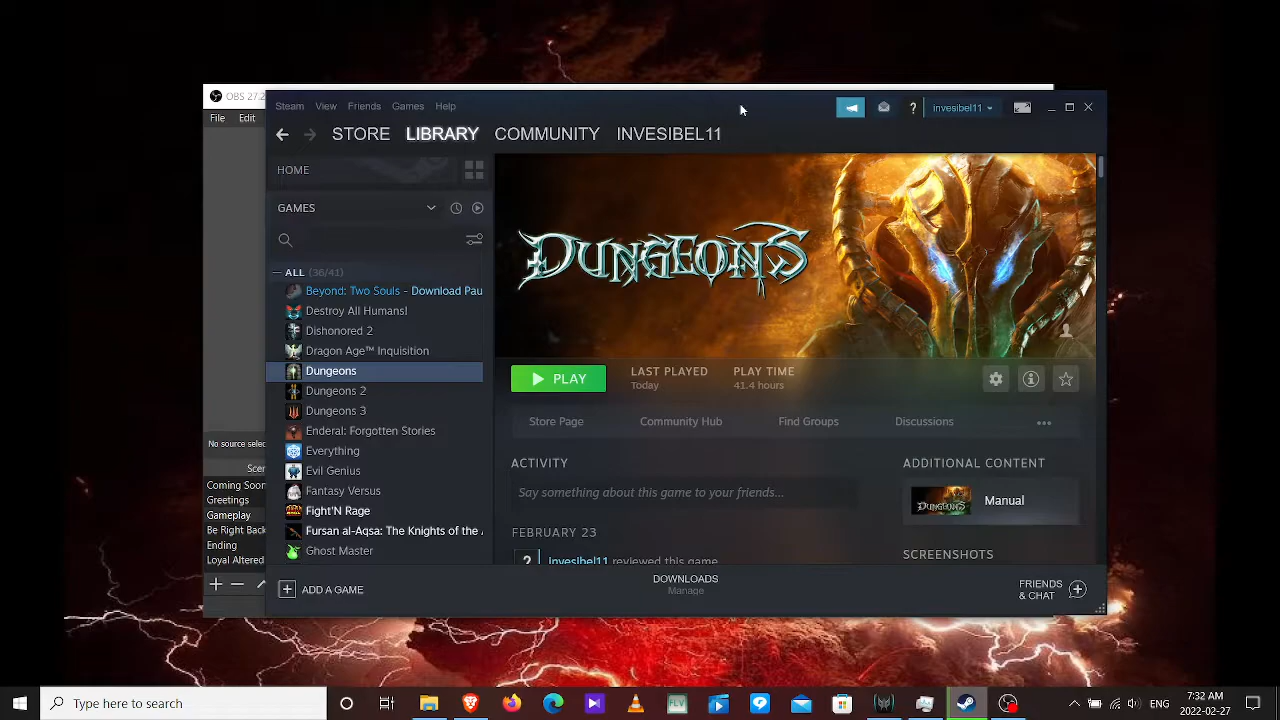 OBS 27.2
File Edit
Steam View Friends Games Help
invesibel11
STORE LIBRARY COMMUNITY INVESIBEL11
HOME
GAMES
ALL (36/41)
Beyond: Two Souls - Download Pau
Destroy All Humans!
Dishonored 2
Dragon Age™ Inquisition
Dungeons
Dungeons 2
Dungeons 3
Enderal: Forgotten Stories
Everything
Evil Genius
Fantasy Versus
Fight'N Rage
Fursan al-Aqsa: The Knights of the
Ghost Master
DUNGEONS
PLAY
LAST PLAYED
Today
PLAY TIME
41.4 hours
Store Page Community Hub Find Groups Discussions
ACTIVITY
Say something about this game to your friends...
FEBRUARY 23
invesibel11 reviewed this game
ADDITIONAL CONTENT
DUNGEONS
Manual
SCREENSHOTS
No source selec
Scen
Coming Soon
Greetings
Gameplay
Be Right Back
Ending
Loyal Altered
ADD A GAME
DOWNLOADS
Manage
FRIENDS
& CHAT
Type here to search
FLV
7:32 AM
2022-02-27